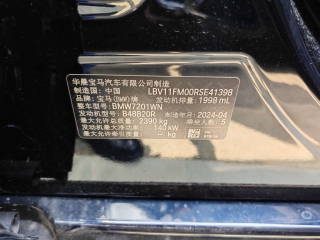 华晨宝马汽车有限公司制造
制造国: 中国 LBV11FM00RSE41398
品牌: 宝马(BMW)牌 发动机排量: 1998 mL
整车型号: BMW7201WN
发动机型号: B48B20R 制造年月: 2024-04
最大允许总质量: 2390 kg 乘坐人数: 5
发动机最大净功率: 140 kW
-- kg